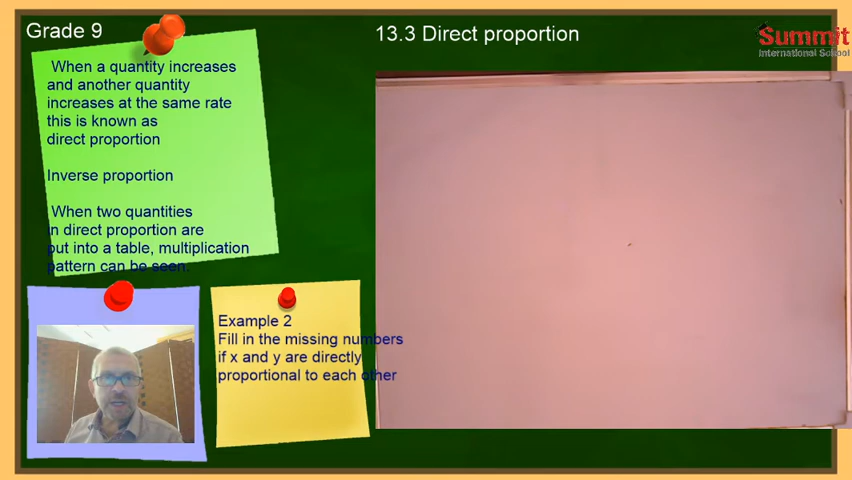 Grade 9
13.3 Direct proportion
Summit
International School
When a quantity increases
and another quantity
increases at the same rate
this is known as
direct proportion
Inverse proportion
When two quantities
in direct proportion are
put into a table, multiplication
pattern can be seen.
Example 2
Fill in the missing numbers
if x and y are directly
proportional to each other